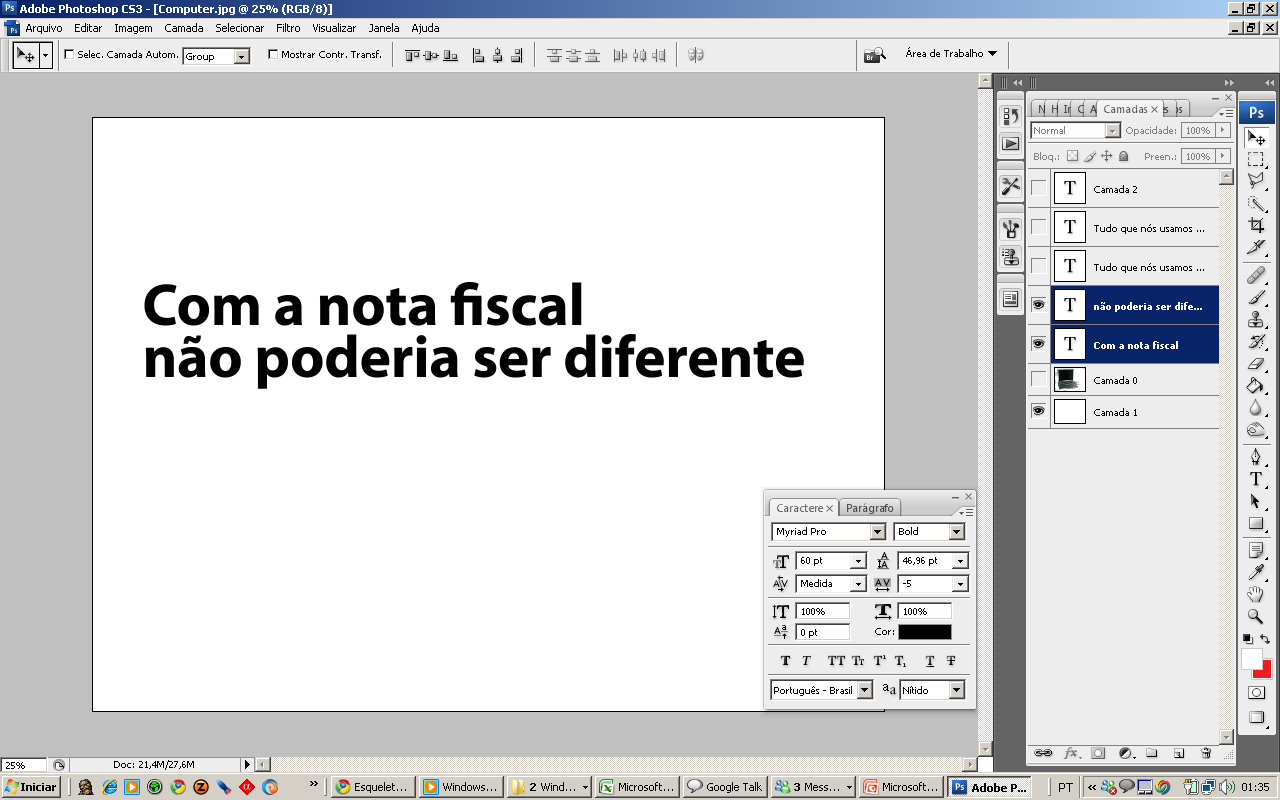 Adobe Photoshop CS3 - [Computer.jpg @ 25% (RGB/8)]
Arquivo Editar Imagem Camada Selecionar Filtro Visualizar Janela Ajuda
Selec. Camada Autom. Group Mostrar Contr. Transf. Área de Trabalho
Camadas
Normal Opacidade: 100%
Bloq.: Preen.: 100%
Camada 2
Tudo que nós usamos ...
Tudo que nós usamos ...
não poderia ser dife...
Com a nota fiscal
Camada 0
Camada 1
Ps
Com a nota fiscal
não poderia ser diferente
Caractere Parágrafo
Myriad Pro Bold
60 pt 46,96 pt
Medida -5
100% 100%
0 pt Cor:
Português - Brasil Nítido
25% Doc: 21,4M/27,6M
Iniciar Esquelet... Windows... 2 Wind... Microsoft... Google Talk 3 Mess... Microsoft... Adobe P... PT 01:35